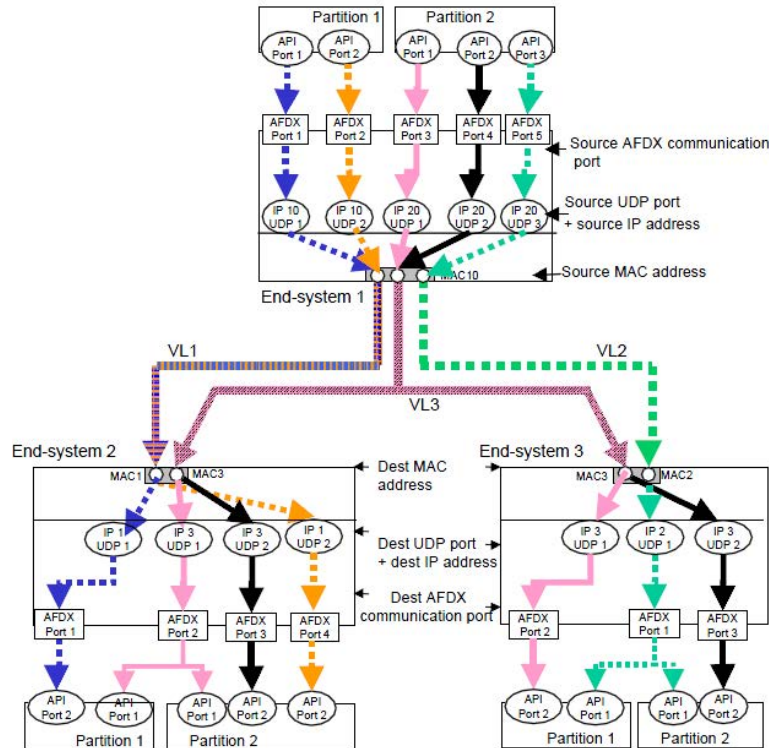 Partition 1
Partition 2
API Port 1
API Port 2
API Port 1
API Port 2
API Port 3
AFDX Port 1
AFDX Port 2
AFDX Port 3
AFDX Port 4
AFDX Port 5
Source AFDX communication
port
IP 10 UDP 1
IP 10 UDP 2
IP 20 UDP 1
IP 20 UDP 2
IP 20 UDP 3
Source UDP port
+ source IP address
MAC10
Source MAC address
End-system 1
VL1
VL2
VL3
End-system 2
End-system 3
MAC1
MAC3
Dest MAC
address
MAC3
MAC2
IP 1 UDP 1
IP 3 UDP 1
IP 3 UDP 2
IP 1 UDP 2
Dest UDP port
+ dest IP address
IP 3 UDP 1
IP 2 UDP 1
IP 3 UDP 2
Dest AFDX
communication port
AFDX Port 1
AFDX Port 2
AFDX Port 3
AFDX Port 4
AFDX Port 2
AFDX Port 1
AFDX Port 3
API Port 2
API Port 1
API Port 1
API Port 2
API Port 2
API Port 2
API Port 1
API Port 2
API Port 2
Partition 1
Partition 2
Partition 1
Partition 2